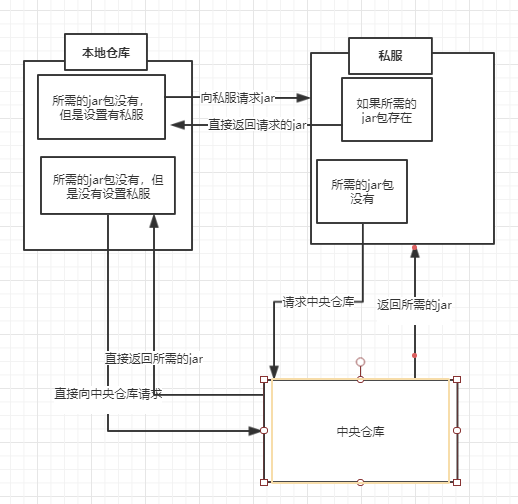 本地仓库
私服
所需的jar包没有，
但是设置有私服
向私服请求jar
如果所需的
jar包存在
直接返回请求的jar
所需的jar包没有，但
是没有设置私服
所需的jar包
没有
请求中央仓库
返回所需的jar
直接返回所需的jar
直接向中央仓库请求
中央仓库